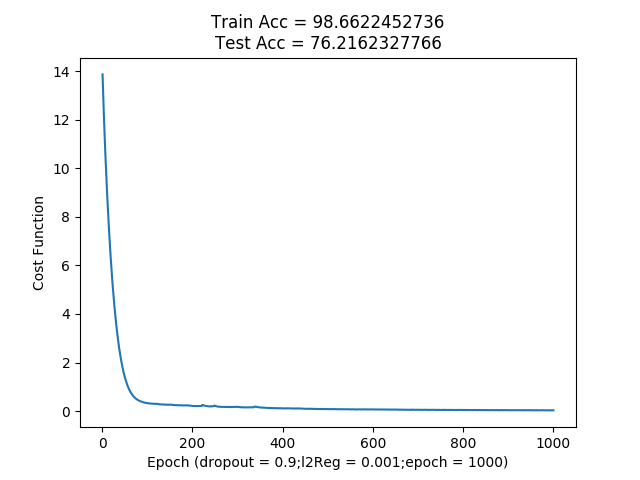 Train Acc = 98.6622452736
Test Acc = 76.2162327766
14
12
10
8
6
4
2
0
Cost Function
0 200 400 600 800 1000
Epoch (dropout = 0.9;l2Reg = 0.001;epoch = 1000)